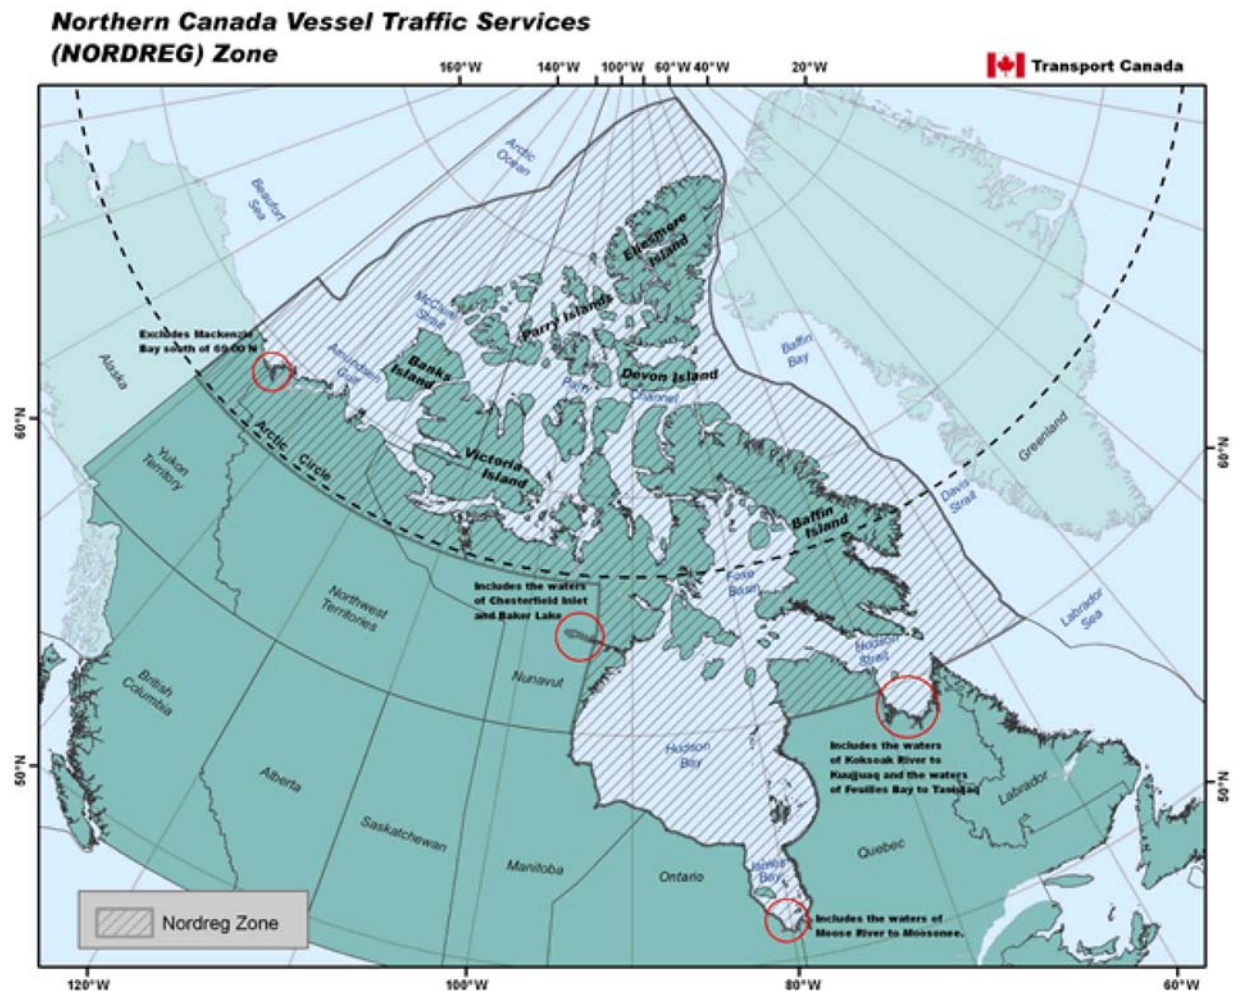 Northern Canada Vessel Traffic Services
(NORDREG) Zone
Transport Canada
160°W 140°W 100°W 60°W 40°W 20°W
Arctic
Ocean
Beaufort
Sea
Ellesmere
Island
McClure
Strait
Parry Islands
Excludes Mackenzie
Bay south of 69 00 N
Alaska
Amundsen
Gulf
Banks
Island
Devon Island
Parry
Channel
Baffin
Bay
Greenland
60°N
60°N
Arctic Circle
Yukon
Territory
Victoria
Island
Baffin
Island
Davis
Strait
Includes the waters
of Chesterfield Inlet
and Baker Lake
Foxe
Basin
Northwest
Territories
Labrador
Sea
Hudson
Strait
Nunavut
British
Columbia
Hudson
Bay
Includes the waters
of Koksoak River to
Kuujjuaq and the waters
of Feuilles Bay to Tasiujaq
50°N
50°N
Alberta
Labrador
Saskatchewan
Manitoba
Ontario
James
Bay
Quebec
Nordreg Zone
Includes the waters of
Moose River to Moosonee.
120°W 100°W 80°W 60°W